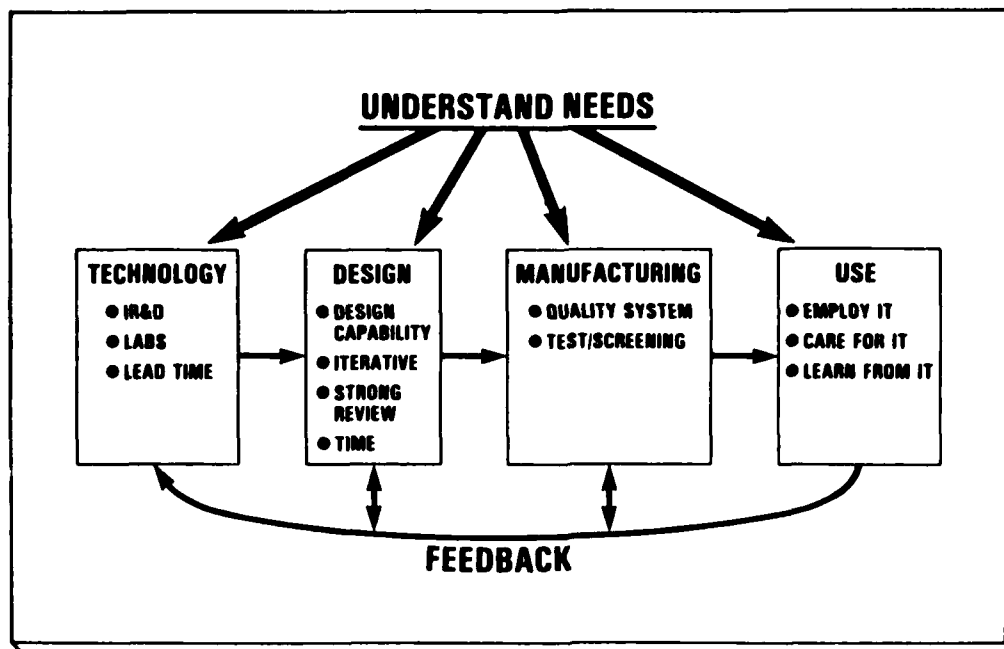 UNDERSTAND NEEDS
TECHNOLOGY
● IR&D
● LABS
● LEAD TIME
DESIGN
● DESIGN
CAPABILITY
● ITERATIVE
● STRONG
REVIEW
● TIME
MANUFACTURING
● QUALITY SYSTEM
● TEST/SCREENING
USE
● EMPLOY IT
● CARE FOR IT
● LEARN FROM IT
FEEDBACK